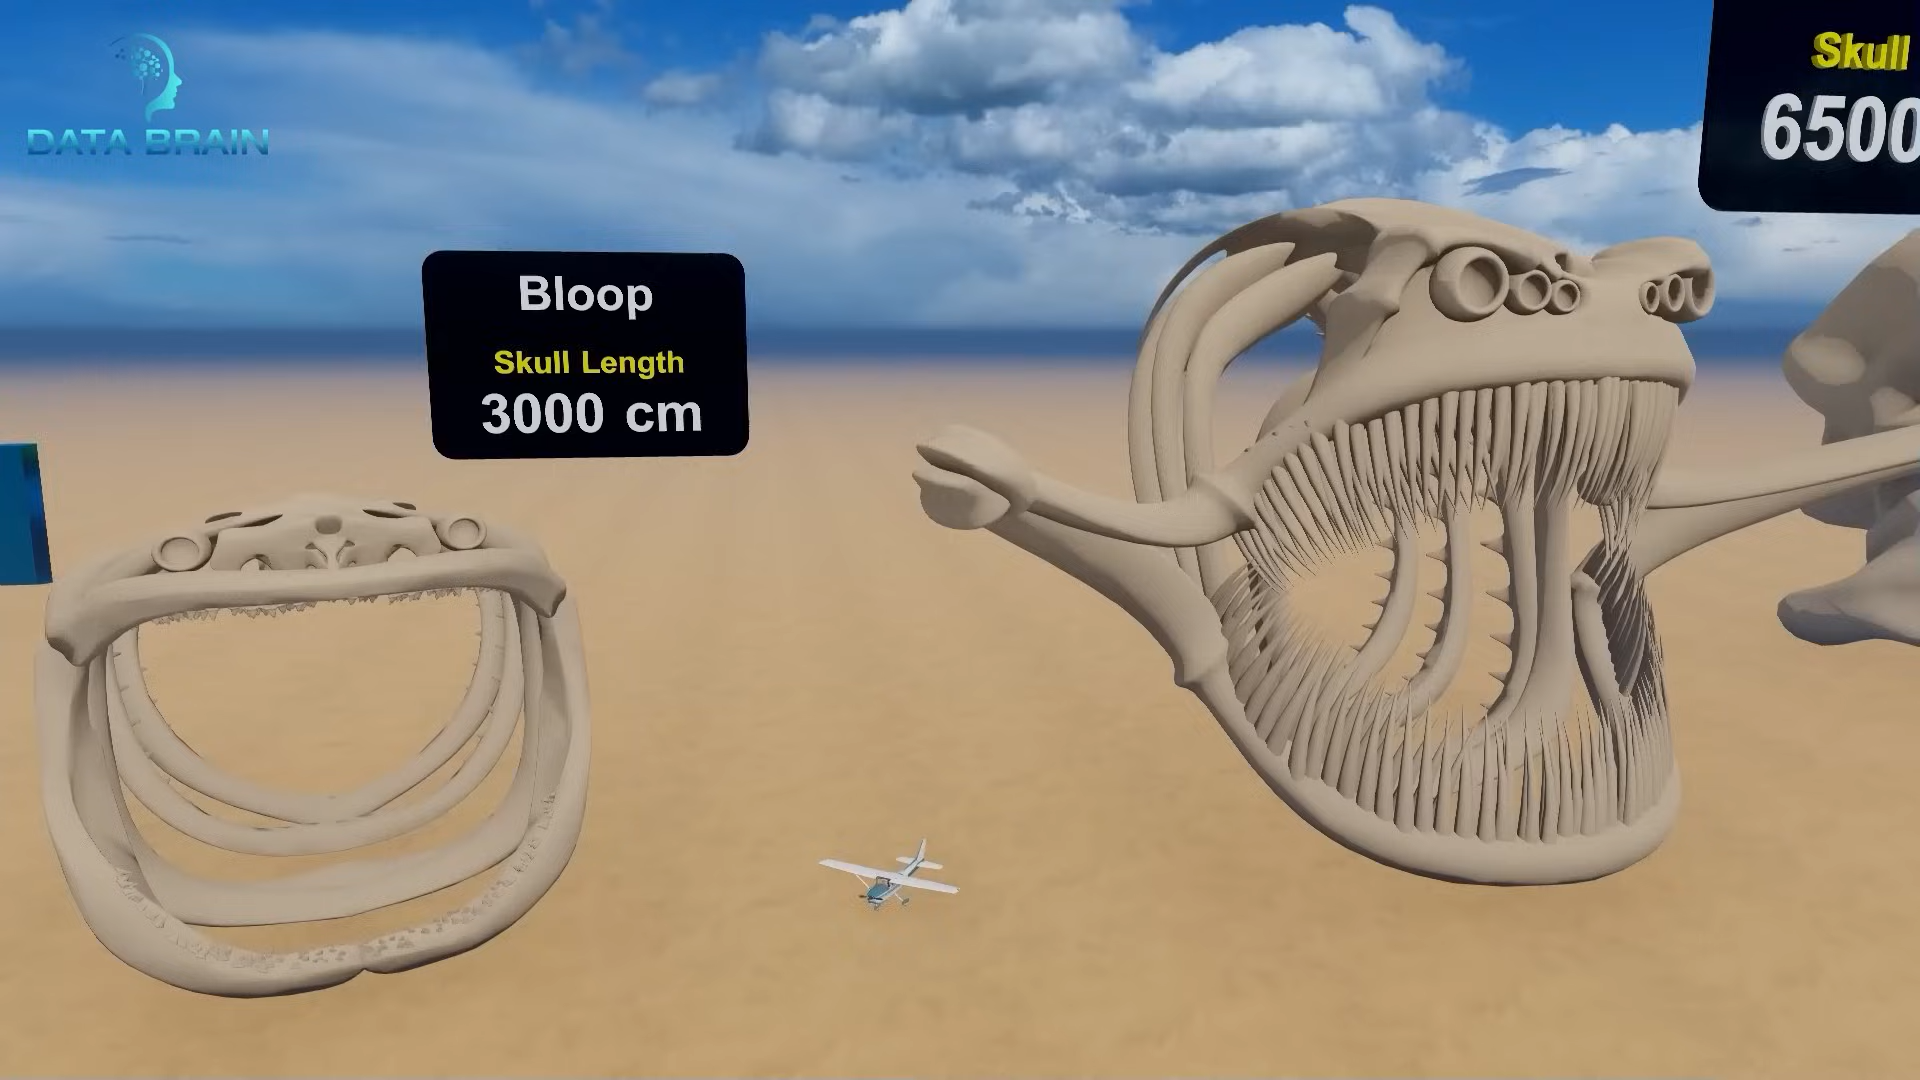 DATA BRAIN
Bloop
Skull Length
3000 cm
Skull
6500